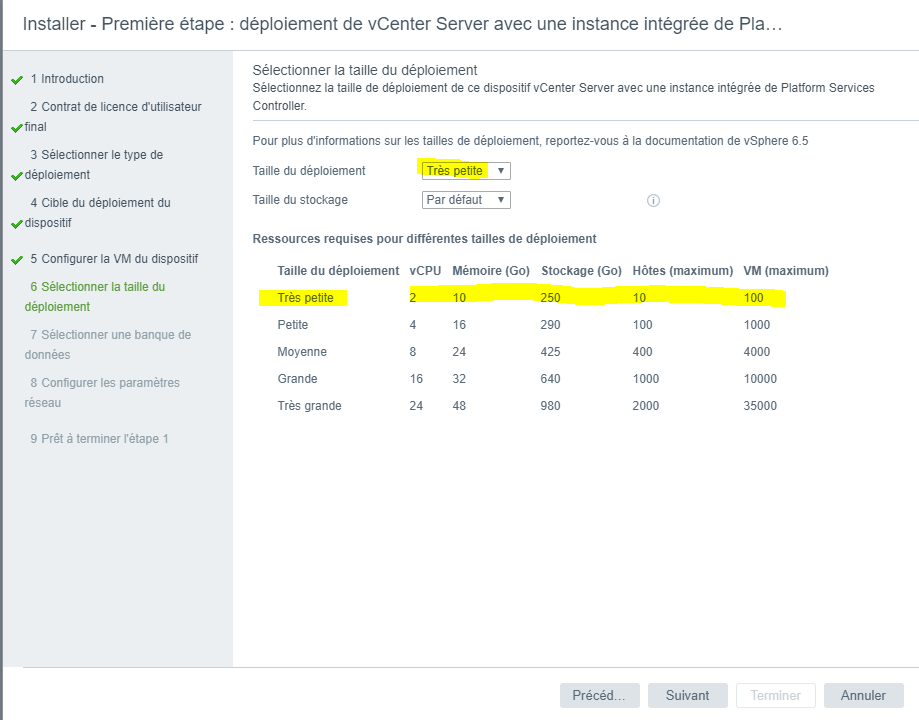 Installer - Première étape : déploiement de vCenter Server avec une instance intégrée de Pla…
1 Introduction
2 Contrat de licence d'utilisateur
final
3 Sélectionner le type de
déploiement
4 Cible du déploiement du
dispositif
5 Configurer la VM du dispositif
6 Sélectionner la taille du
déploiement
7 Sélectionner une banque de
données
8 Configurer les paramètres
réseau
9 Prêt à terminer l'étape 1
Sélectionner la taille du déploiement
Sélectionnez la taille de déploiement de ce dispositif vCenter Server avec une instance intégrée de Platform Services
Controller.
Pour plus d'informations sur les tailles de déploiement, reportez-vous à la documentation de vSphere 6.5
Taille du déploiement Très petite
Taille du stockage Par défaut
Ressources requises pour différentes tailles de déploiement
Taille du déploiement vCPU Mémoire (Go) Stockage (Go) Hôtes (maximum) VM (maximum)
Très petite 2 10 250 10 100
Petite 4 16 290 100 1000
Moyenne 8 24 425 400 4000
Grande 16 32 640 1000 10000
Très grande 24 48 980 2000 35000
Précéd… Suivant Terminer Annuler